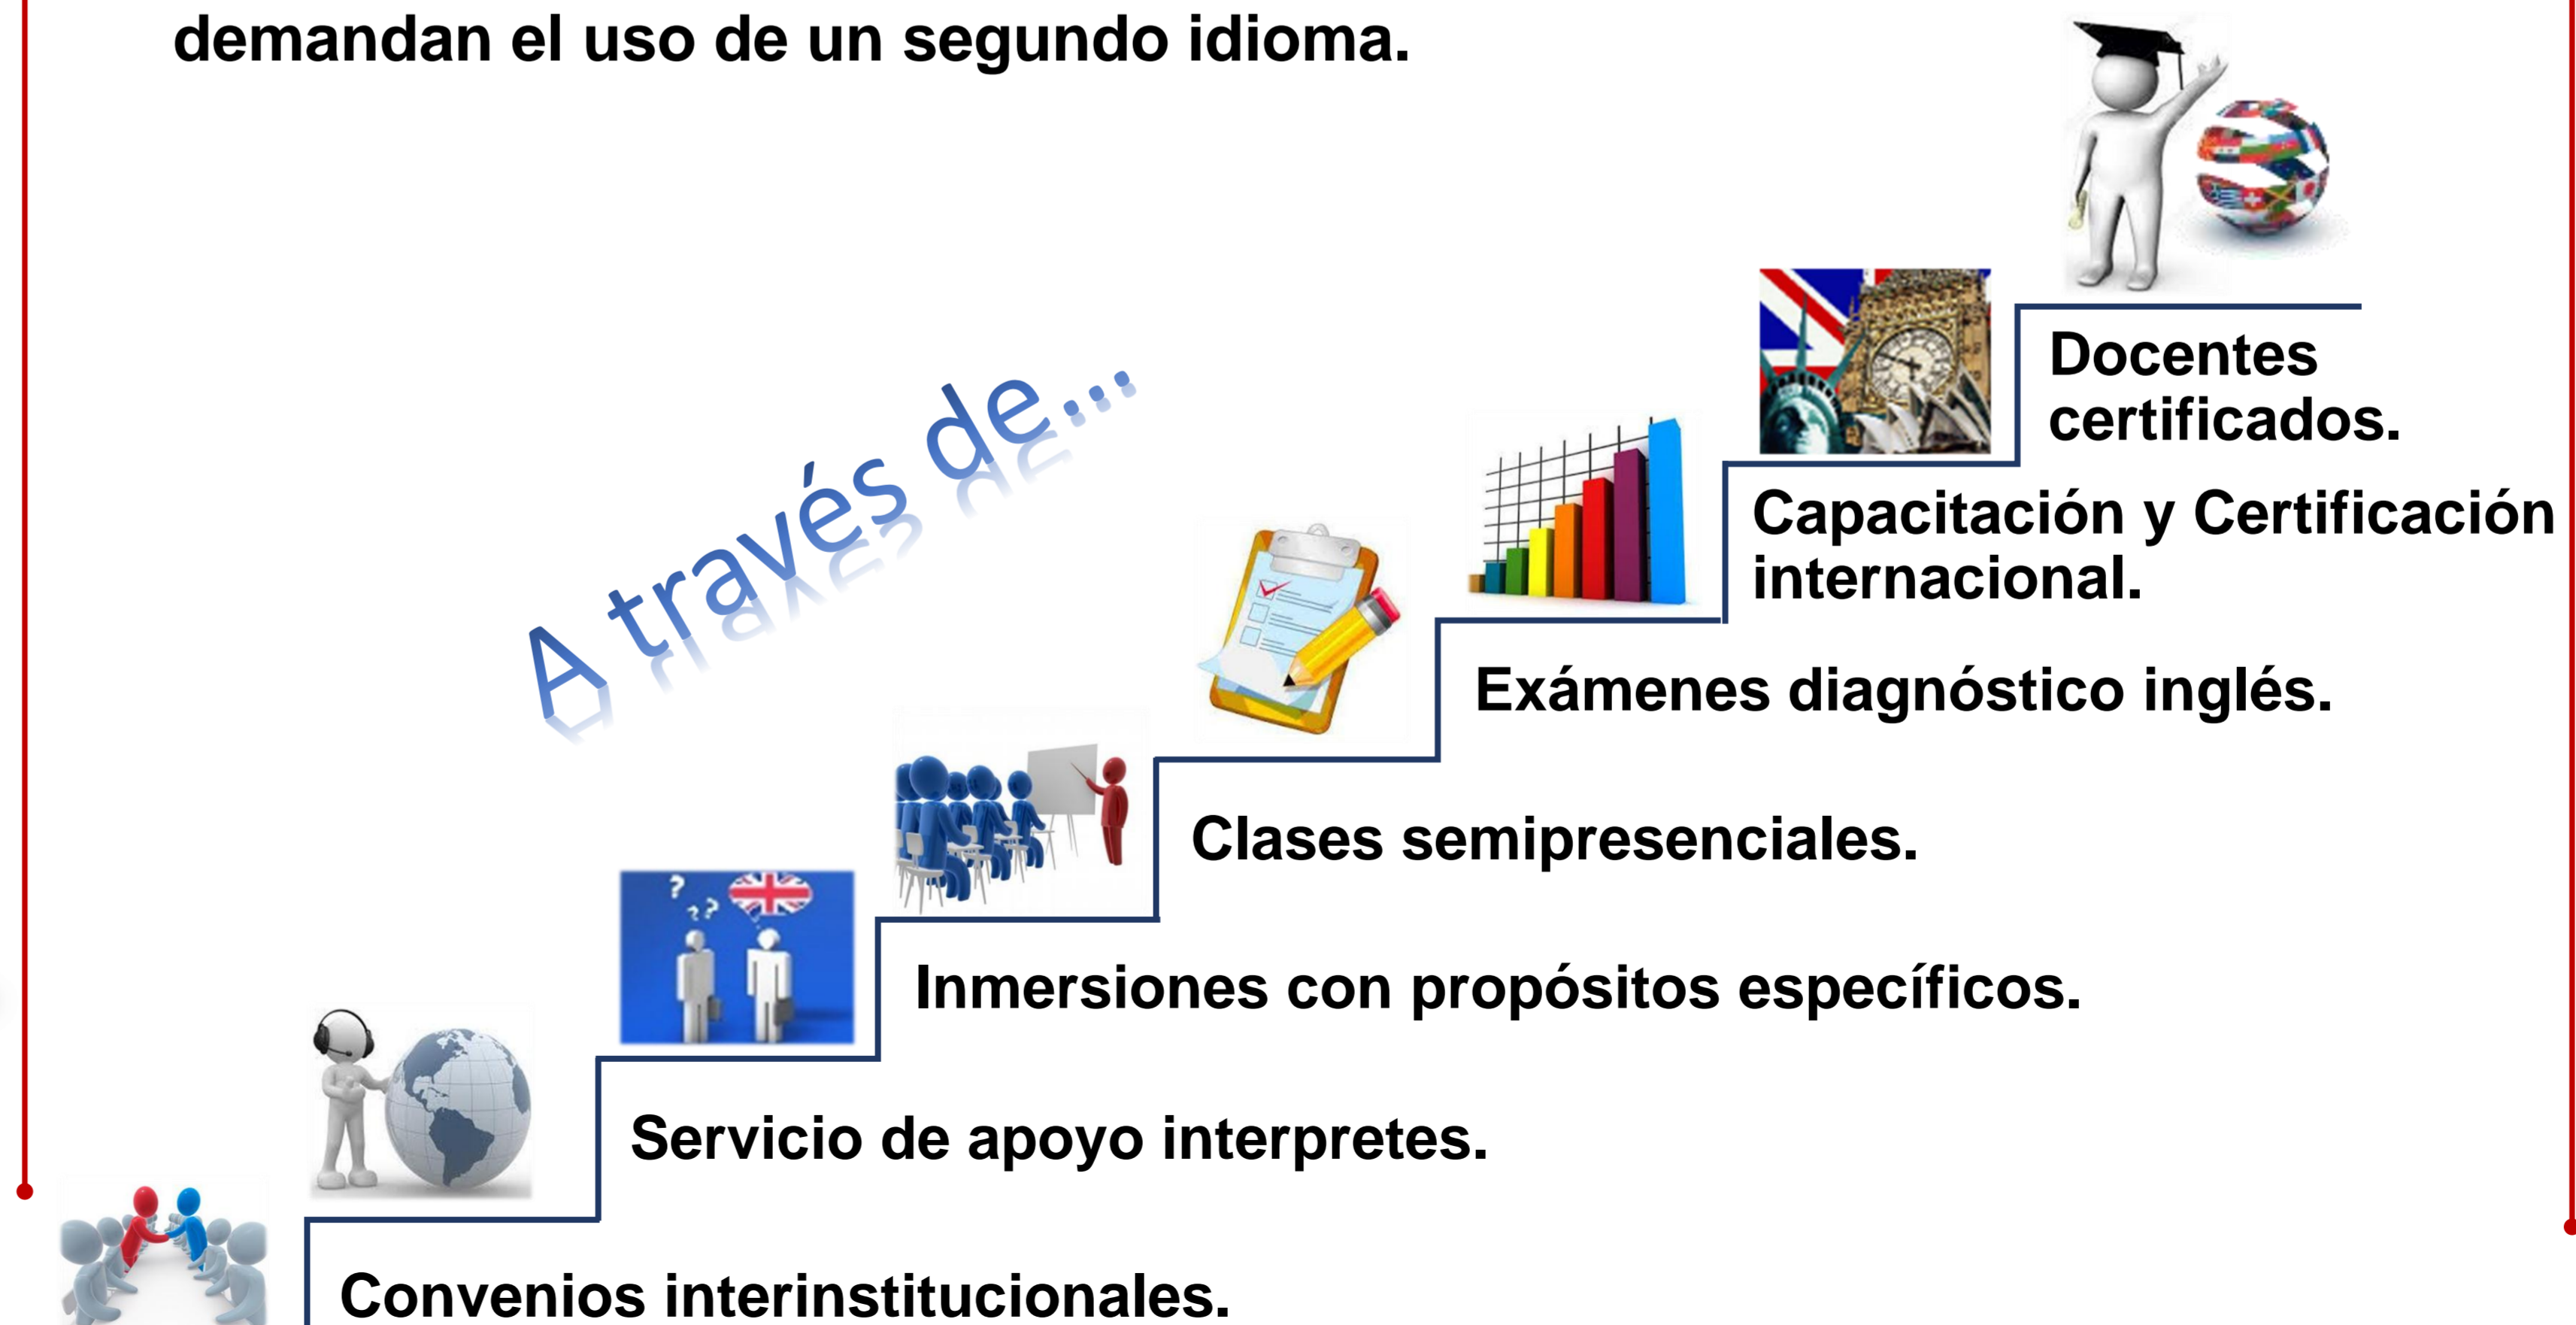 demandan el uso de un segundo idioma.
A través de...
Docentes
certificados.
Capacitación y Certificación
internacional.
Exámenes diagnóstico inglés.
Clases semipresenciales.
Inmersiones con propósitos específicos.
Servicio de apoyo interpretes.
Convenios interinstitucionales.